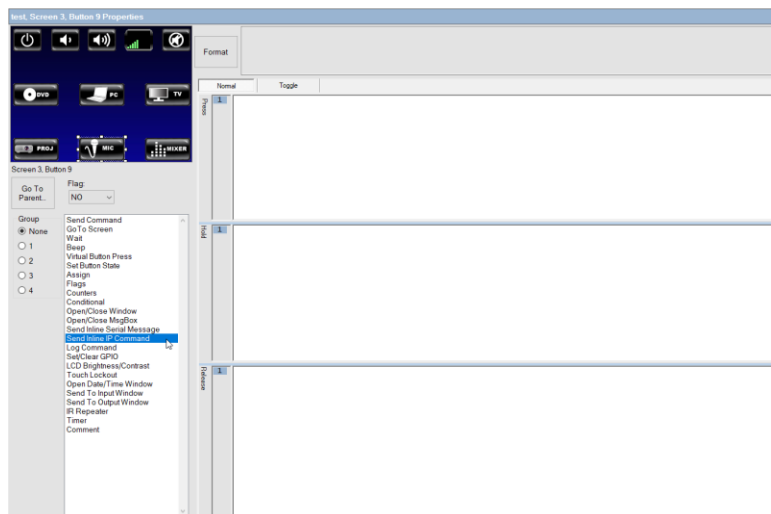 test, Screen 3, Button 9 Properties
Format
DVD
PC
TV
PROJ
MIC
MIXER
Normal
Toggle
Press
1
Screen 3, Button 9
Go To
Parent..
Flag:
NO
Group
None
1
2
3
4
Send Command
GoTo Screen
Wait
Beep
Virtual Button Press
Set Button State
Assign
Flags
Counters
Conditional
Open/Close Window
Open/Close MsgBox
Send Inline Serial Message
Send Inline IP Command
Log Command
Set/Clear GPIO
LCD Brightness/Contrast
Touch Lockout
Open Date/Time Window
Send To Input Window
Send To Output Window
IR Repeater
Timer
Comment
Hold
1
Release
1